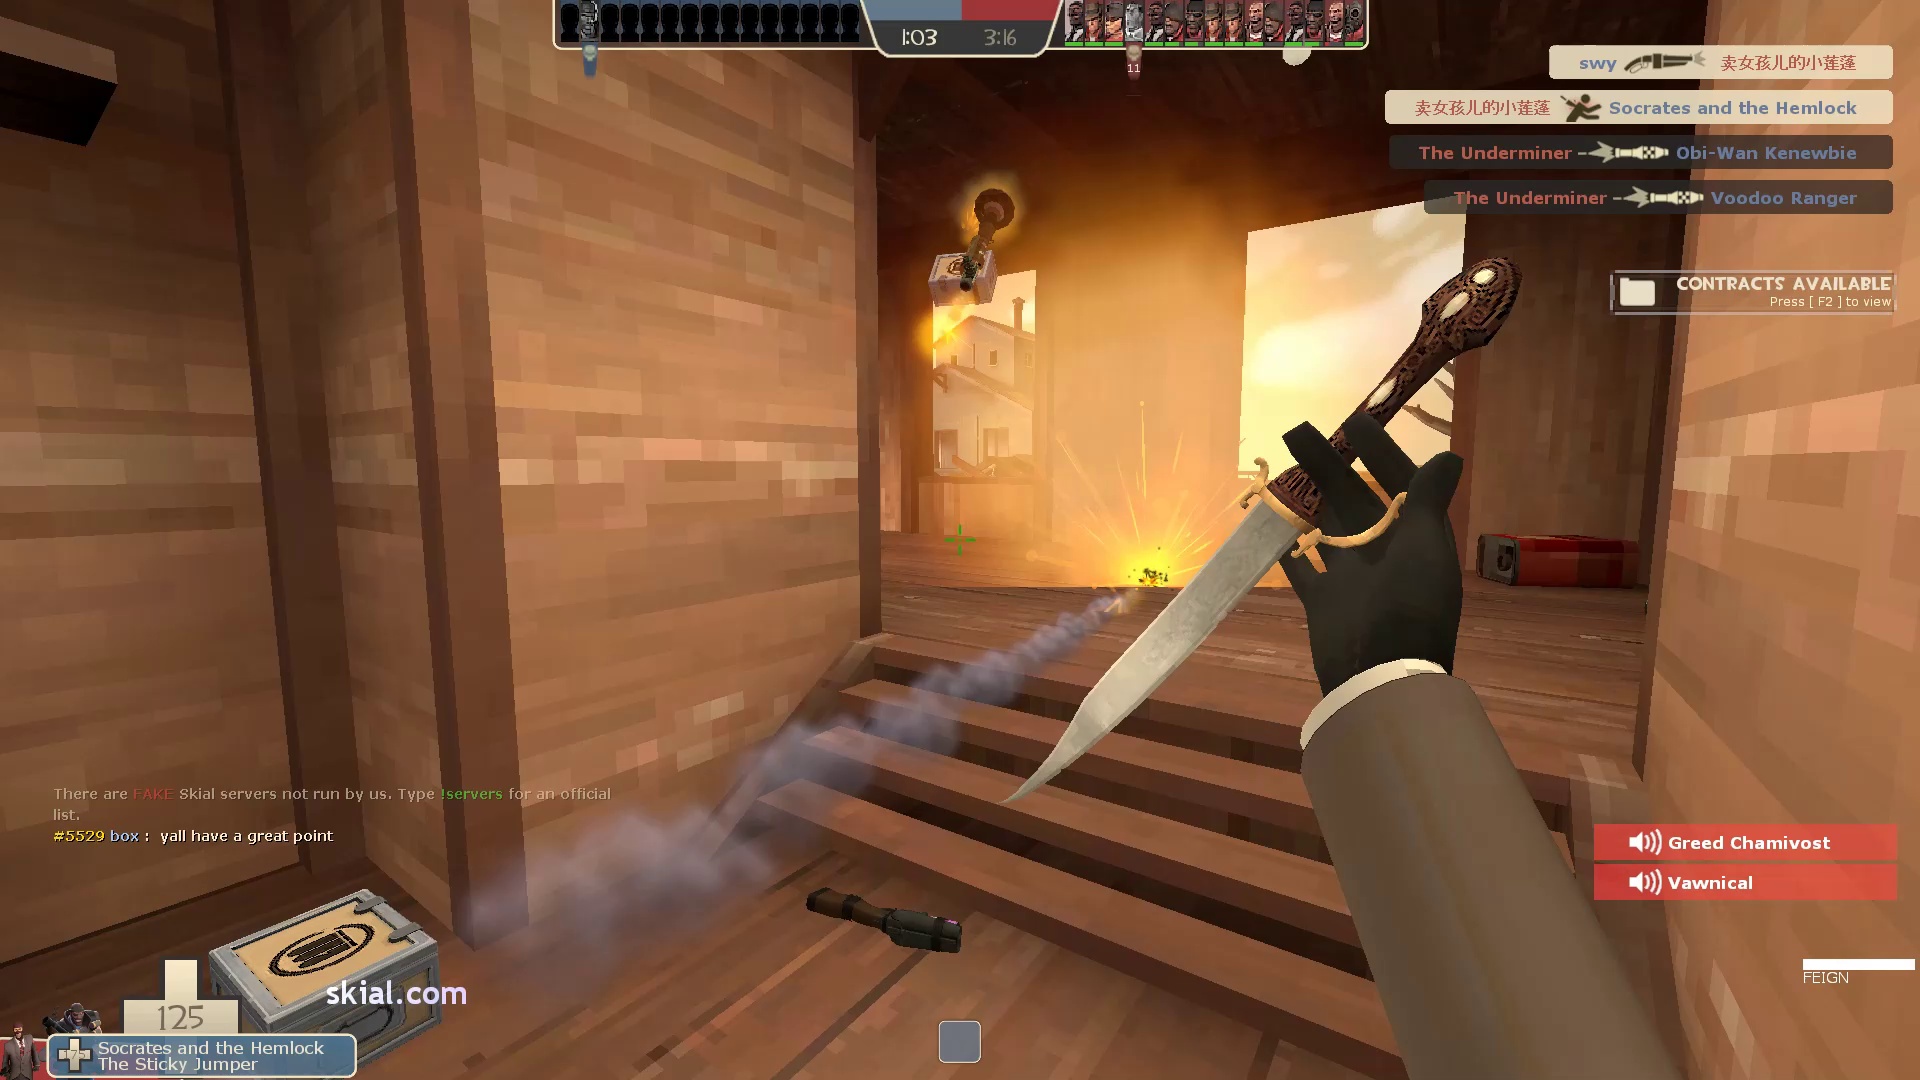 1:03
3:16
11
swy 卖女孩儿的小莲蓬
卖女孩儿的小莲蓬 Socrates and the Hemlock
The Underminer Obi-Wan Kenewbie
The Underminer Voodoo Ranger
CONTRACTS AVAILABLE
Press [ F2 ] to view
There are FAKE Skial servers not run by us. Type !servers for an official
list.
#5529 box : yall have a great point
Greed Chamivost
Vawnical
FEIGN
skial.com
125
Socrates and the Hemlock
The Sticky Jumper